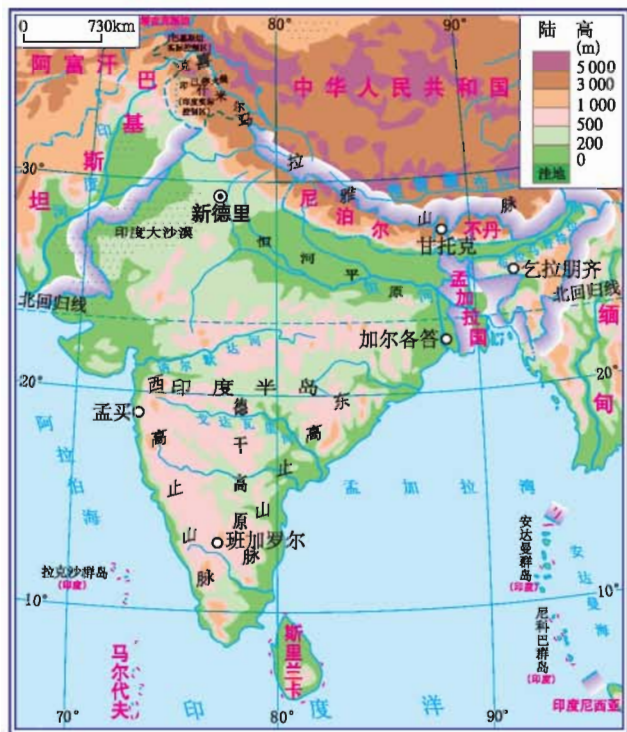 0 730km
80°
90°
陆 高
(m)
5 000
3 000
1 000
500
200
0
洼地
阿富汗
巴基斯坦
中华人民共和国
30°
新德里
印度大沙漠
恒河平原
喜马拉雅山脉
尼泊尔
不丹
甘托克
乞拉朋齐
孟加拉国
北回归线
北回归线
加尔各答
缅甸
20°
20°
西高止山脉
印度半岛
德干高原
东高止山脉
孟买
阿拉伯海
孟加拉湾
班加罗尔
拉克沙群岛
(印度)
安达曼群岛
(印度)
安达曼海
10°
10°
尼科巴群岛
(印度)
斯里兰卡
马尔代夫
印度洋
印度尼西亚
70°
80°
90°